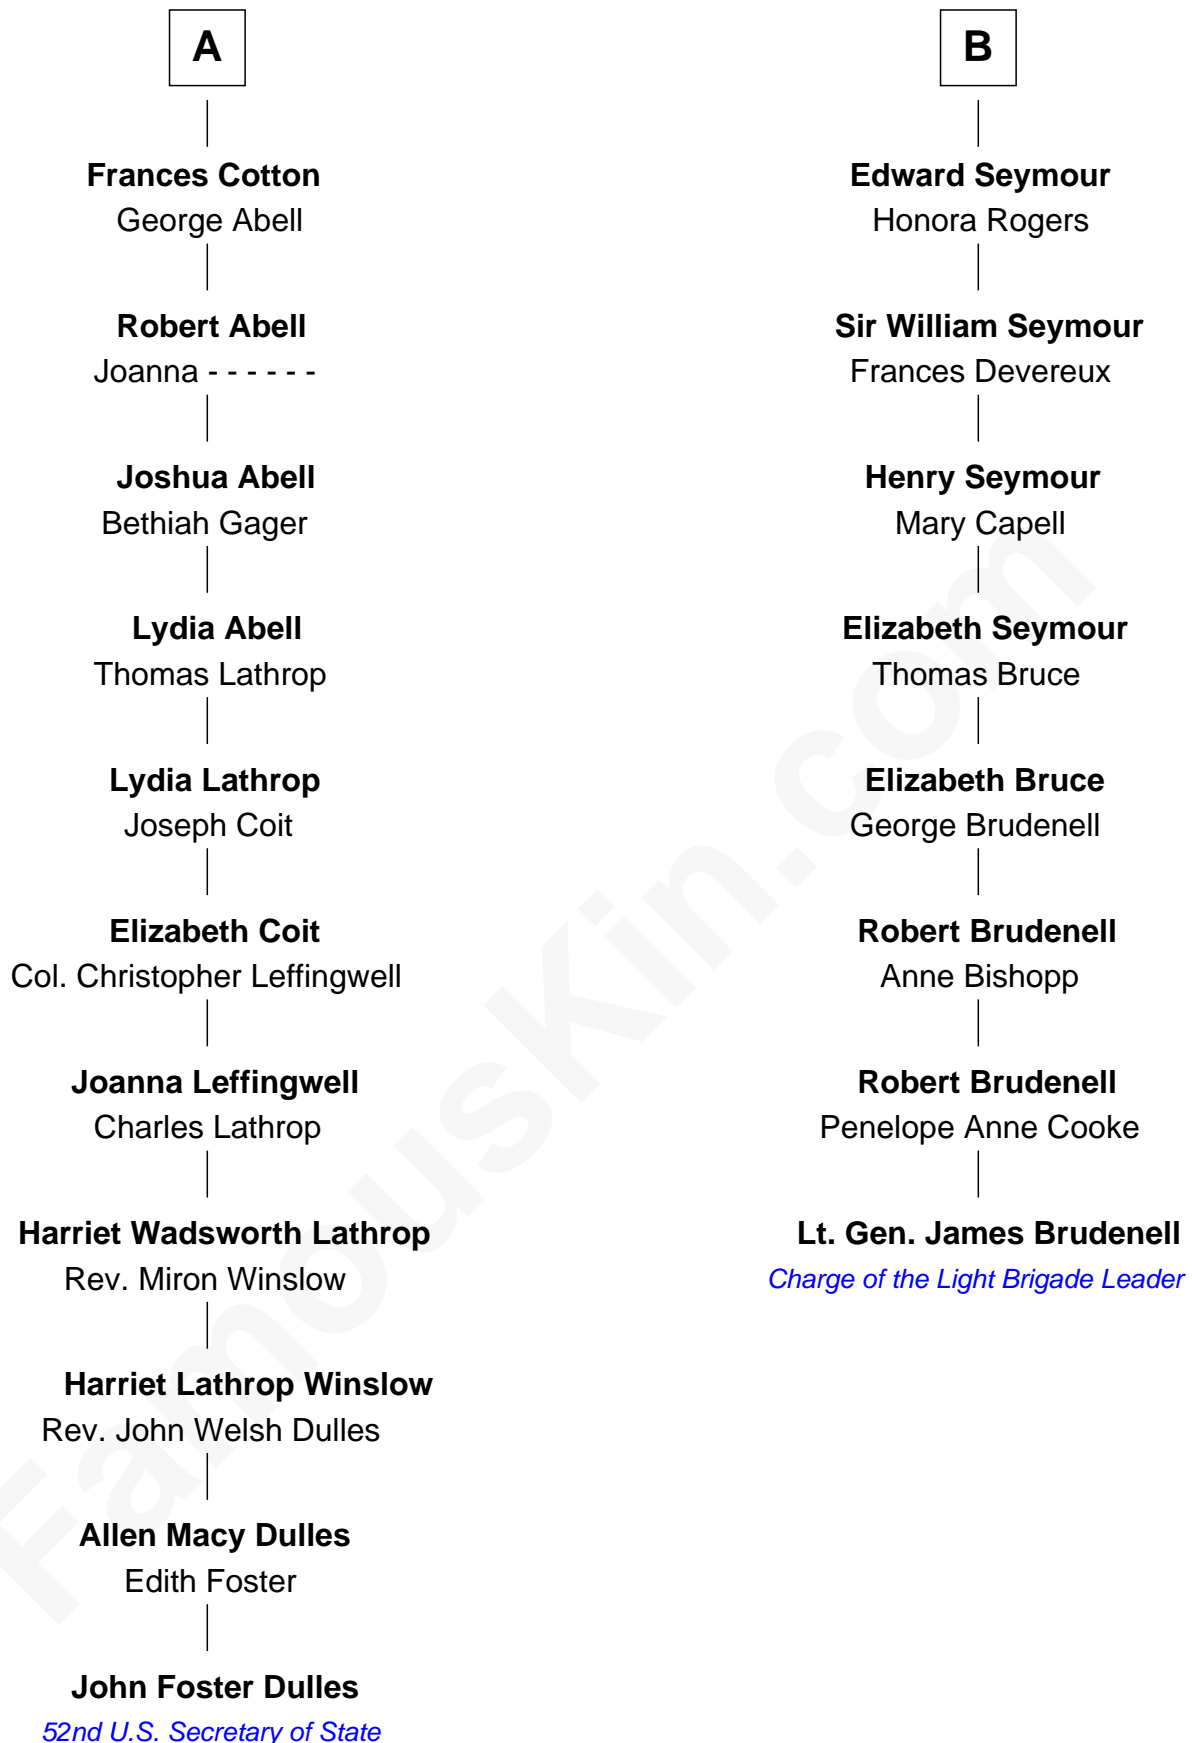 A
Frances Cotton
George Abell
Robert Abell
Joanna - - - - - -
Joshua Abell
Bethiah Gager
Lydia Abell
Thomas Lathrop
Lydia Lathrop
Joseph Coit
Elizabeth Coit
Col. Christopher Leffingwell
Joanna Leffingwell
Charles Lathrop
Harriet Wadsworth Lathrop
Rev. Miron Winslow
Harriet Lathrop Winslow
Rev. John Welsh Dulles
Allen Macy Dulles
Edith Foster
John Foster Dulles
52nd U.S. Secretary of State
B
Edward Seymour
Honora Rogers
Sir William Seymour
Frances Devereux
Henry Seymour
Mary Capell
Elizabeth Seymour
Thomas Bruce
Elizabeth Bruce
George Brudenell
Robert Brudenell
Anne Bishopp
Robert Brudenell
Penelope Anne Cooke
Lt. Gen. James Brudenell
Charge of the Light Brigade Leader
FamousKin.com